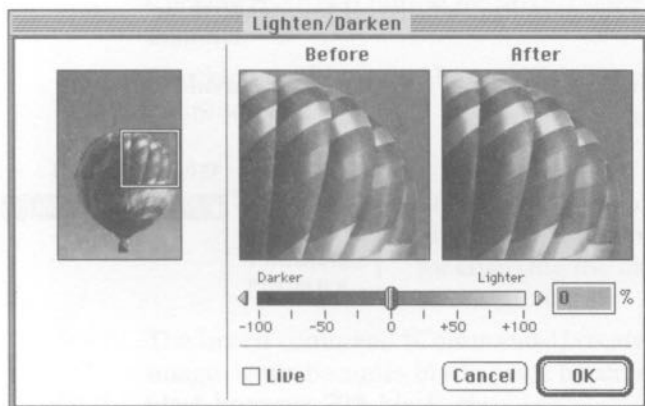 Lighten/Darken
Before After
Darker Lighter
0 %
-100 -50 0 +50 +100
Live Cancel OK